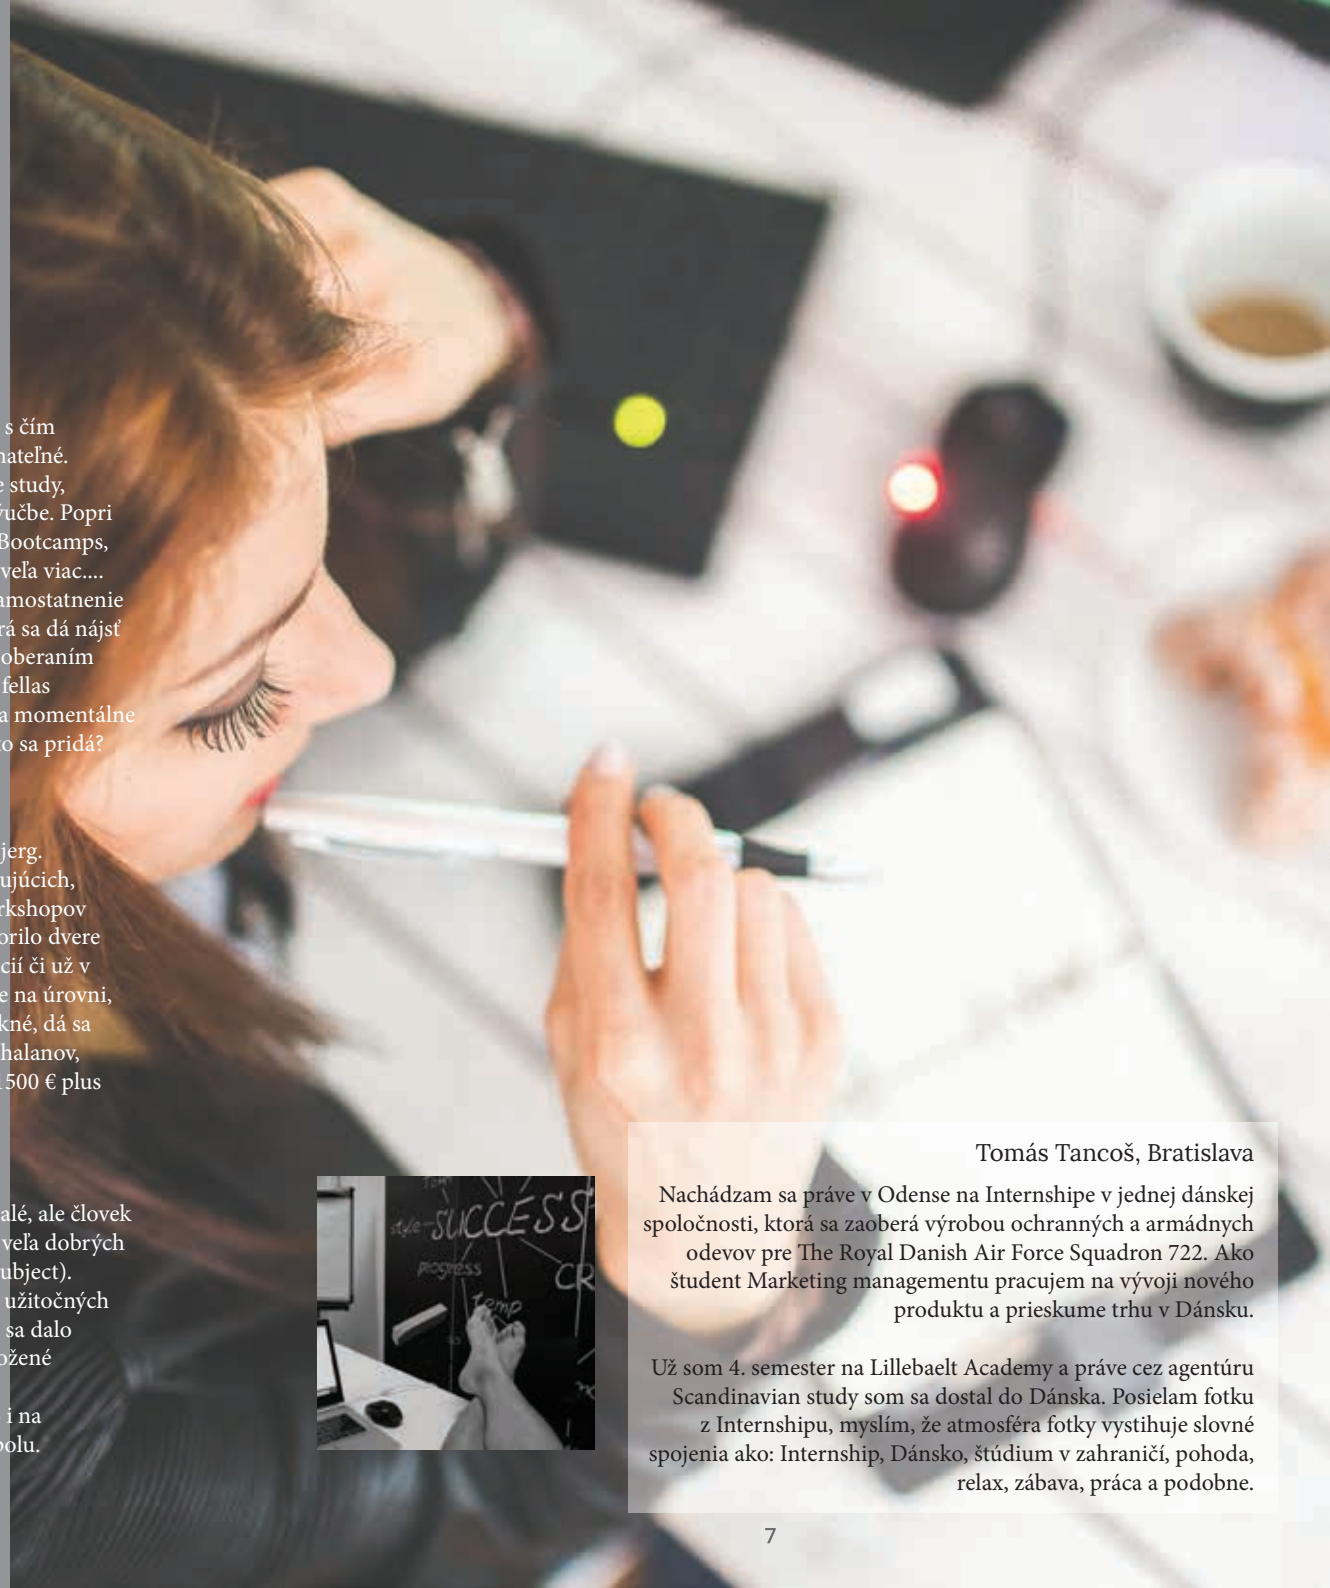 s čím
nateľné.
e study,
ýučbe. Popri
Bootcamps,
veľa viac....
amostatnenie
rá sa dá nájsť
oberaním
fellas
a momentálne
to sa pridá?
jerg.
ujúcich,
rkshopov
orilo dvere
cií či už v
e na úrovni,
kné, dá sa
halanov,
1500 € plus
alé, ale človek
veľa dobrých
ubject).
užitočných
sa dalo
ožené
i na
polu.
style-SUCCESS
progress
CR
temp
Tomás Tancoš, Bratislava
Nachádzam sa práve v Odense na Internshipe v jednej dánskej
spoločnosti, ktorá sa zaoberá výrobou ochranných a armádnych
odevov pre The Royal Danish Air Force Squadron 722. Ako
študent Marketing managementu pracujem na vývoji nového
produktu a prieskume trhu v Dánsku.
Už som 4. semester na Lillebaelt Academy a práve cez agentúru
Scandinavian study som sa dostal do Dánska. Posielam fotku
z Internshipu, myslím, že atmosféra fotky vystihuje slovné
spojenia ako: Internship, Dánsko, štúdium v zahraničí, pohoda,
relax, zábava, práca a podobne.
7